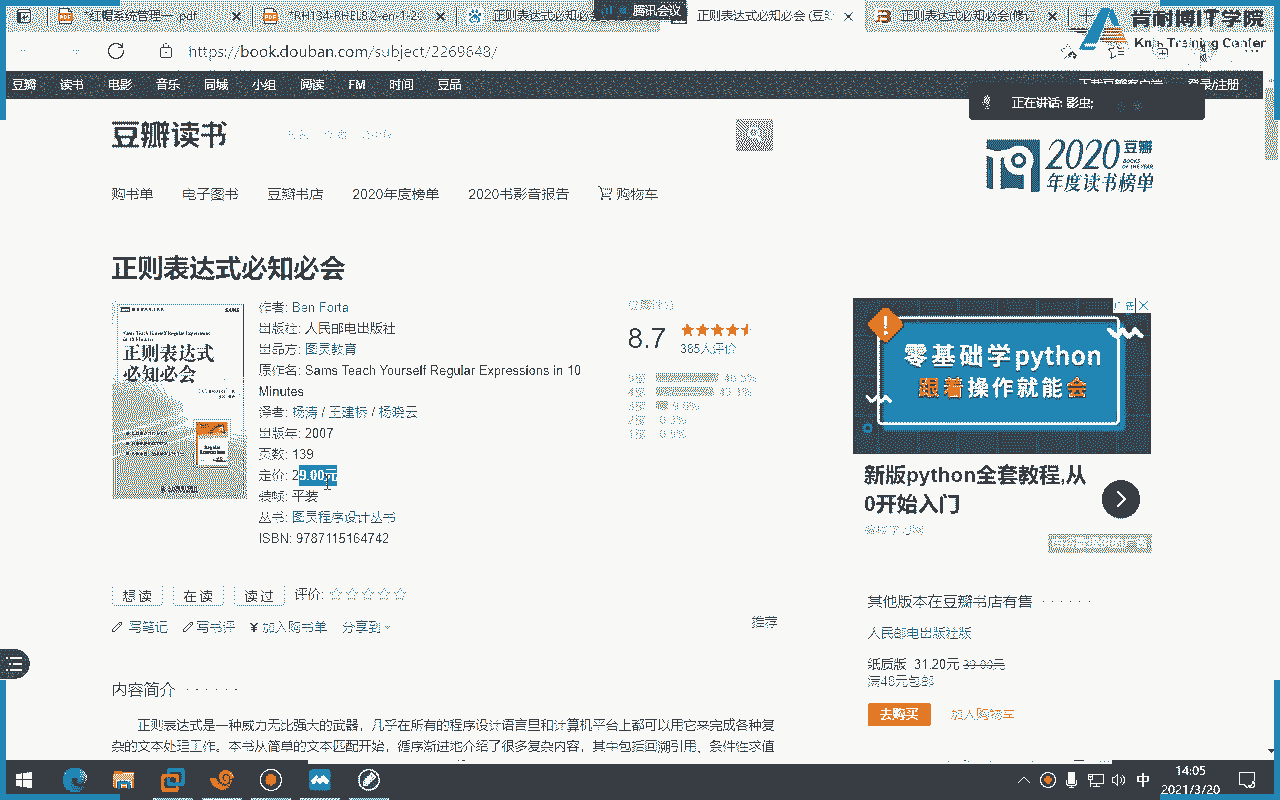 红帽系统管理一.pdf
*RH134-RHEL8.2-en-1-20
正则表达式必知必会
腾讯会议
正则表达式必知必会 (豆瓣
正则表达式必知必会(修订
肯耐博IT学院
https://book.douban.com/subject/2269648/
豆瓣 读书 电影 音乐 同城 小组 阅读 FM 时间 豆品
下载豆瓣客户端 登录/注册
正在讲话: 影虫;
豆瓣读书
2020 豆瓣
BOOKS OF THE YEAR
年度读书榜单
购书单 电子图书 豆瓣书店 2020年度榜单 2020书影音报告 购物车
正则表达式必知必会
SAMS
正则表达式
必知必会
作者: Ben Forta
出版社: 人民邮电出版社
出品方: 图灵教育
原作名: Sams Teach Yourself Regular Expressions in 10
Minutes
译者: 杨涛 / 王建桥 / 杨晓云
出版年: 2007
页数: 139
定价: 29.00元
装帧: 平装
丛书: 图灵程序设计丛书
ISBN: 9787115164742
豆瓣评分
8.7
385人评价
5星
4星
3星
2星
1星
广告
零基础学python
跟着操作就能会
新版python全套教程,从
0开始入门
想读 在读 读过 评价:
写笔记 写书评 ¥ 加入购书单 分享到
推荐
其他版本在豆瓣书店有售 · · · · · ·
人民邮电出版社版
纸质版 31.20元 39.00元
满48元包邮
去购买 加入购物车
内容简介 · · · · · ·
正则表达式是一种威力无比强大的武器，几乎在所有的程序设计语言里和计算机平台上都可以用它来完成各种复
杂的文本处理工作。本书从简单的文本匹配开始，循序渐进地介绍了很多复杂内容，其中包括回溯引用、条件性求值
中
14:05
2021/3/20